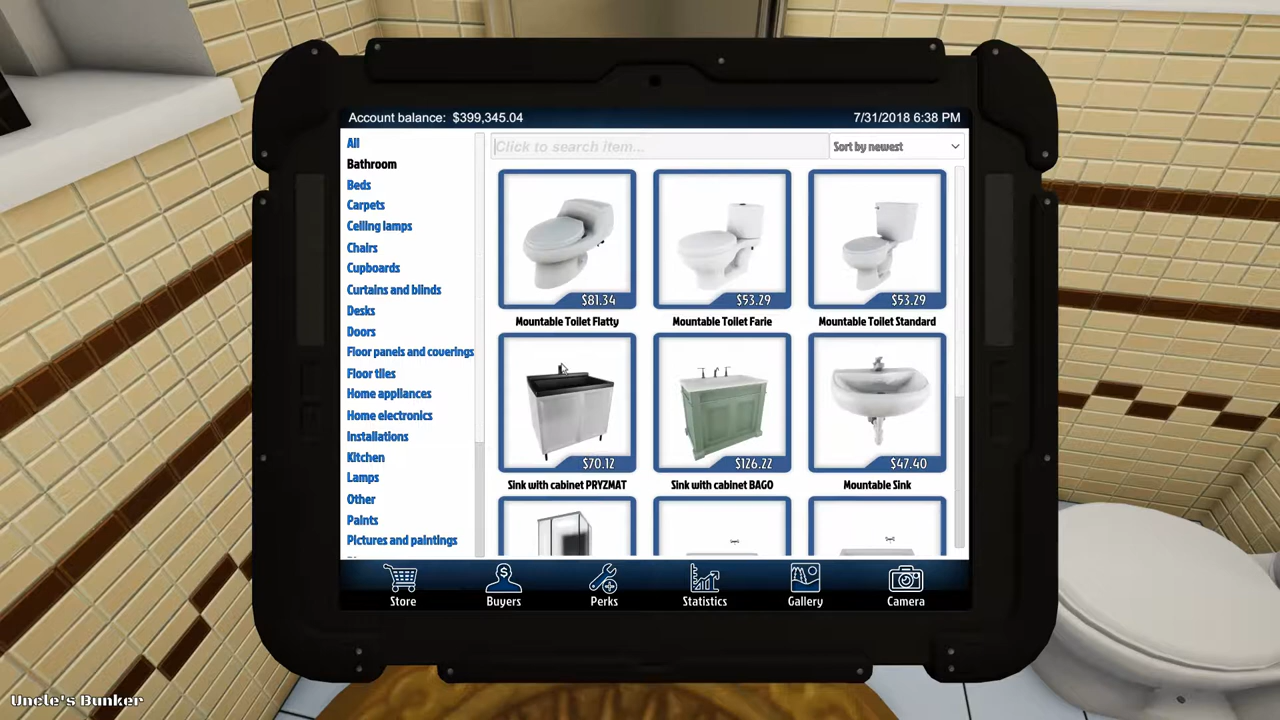 Account balance: $399,345.04
7/31/2018 6:38 PM
All
Bathroom
Beds
Carpets
Ceiling lamps
Chairs
Cupboards
Curtains and blinds
Desks
Doors
Floor panels and coverings
Floor tiles
Home appliances
Home electronics
Installations
Kitchen
Lamps
Other
Paints
Pictures and paintings
Click to search item...
Sort by newest
$81.34
$53.29
$53.29
Mountable Toilet Flatty
Mountable Toilet Farie
Mountable Toilet Standard
$70.12
$126.22
$47.40
Sink with cabinet PRYZMAT
Sink with cabinet BAGO
Mountable Sink
Store
Buyers
Perks
Statistics
Gallery
Camera
Uncle's Bunker